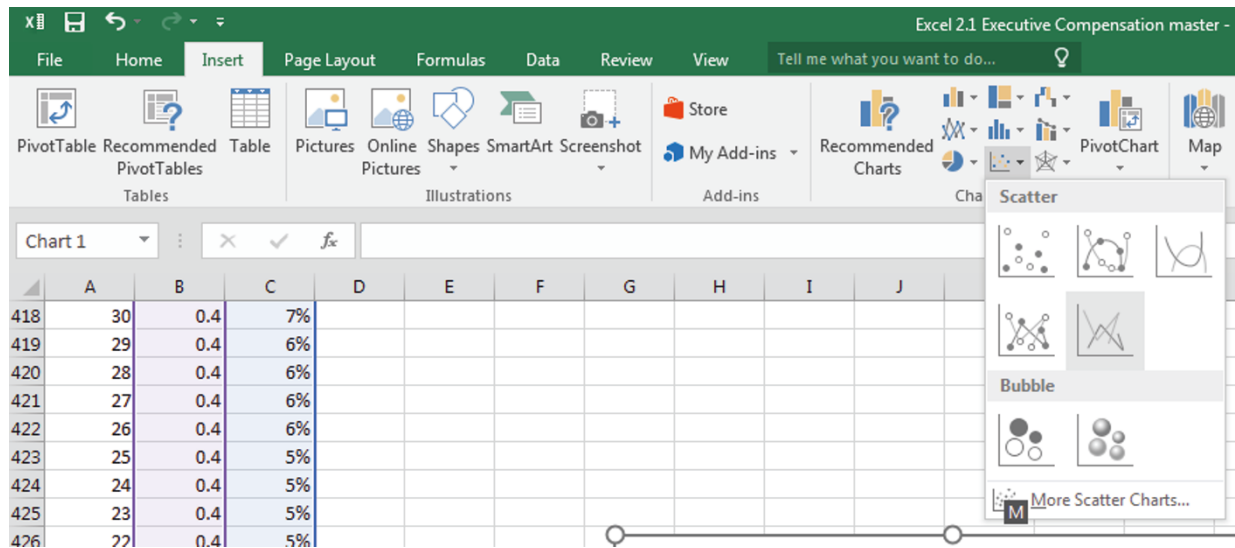 Excel 2.1 Executive Compensation master -
File Home Insert Page Layout Formulas Data Review View Tell me what you want to do...
PivotTable Recommended PivotTables Table
Tables
Pictures Online Pictures Shapes SmartArt Screenshot
Illustrations
Store
My Add-ins
Add-ins
Recommended Charts
Cha
PivotChart
Map
Scatter
Bubble
More Scatter Charts...
M
Chart 1 fx
A B C D E F G H I J
418 30 0.4 7%
419 29 0.4 6%
420 28 0.4 6%
421 27 0.4 6%
422 26 0.4 6%
423 25 0.4 5%
424 24 0.4 5%
425 23 0.4 5%
426 22 0.4 5%